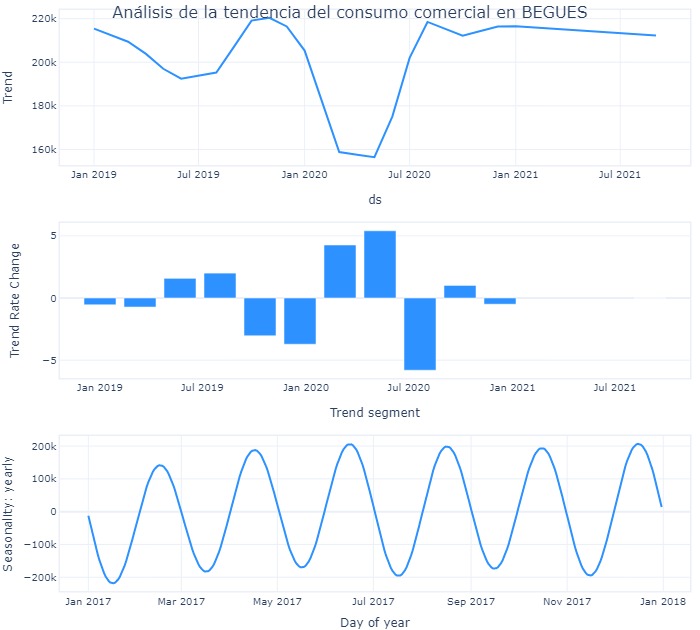 Análisis de la tendencia del consumo comercial en BEGUES
220k
200k
180k
160k
Trend
Jan 2019 Jul 2019 Jan 2020 Jul 2020 Jan 2021 Jul 2021
ds
5
0
−5
Trend Rate Change
Jan 2019 Jul 2019 Jan 2020 Jul 2020 Jan 2021 Jul 2021
Trend segment
200k
100k
0
−100k
−200k
Seasonality: yearly
Jan 2017 Mar 2017 May 2017 Jul 2017 Sep 2017 Nov 2017 Jan 2018
Day of year